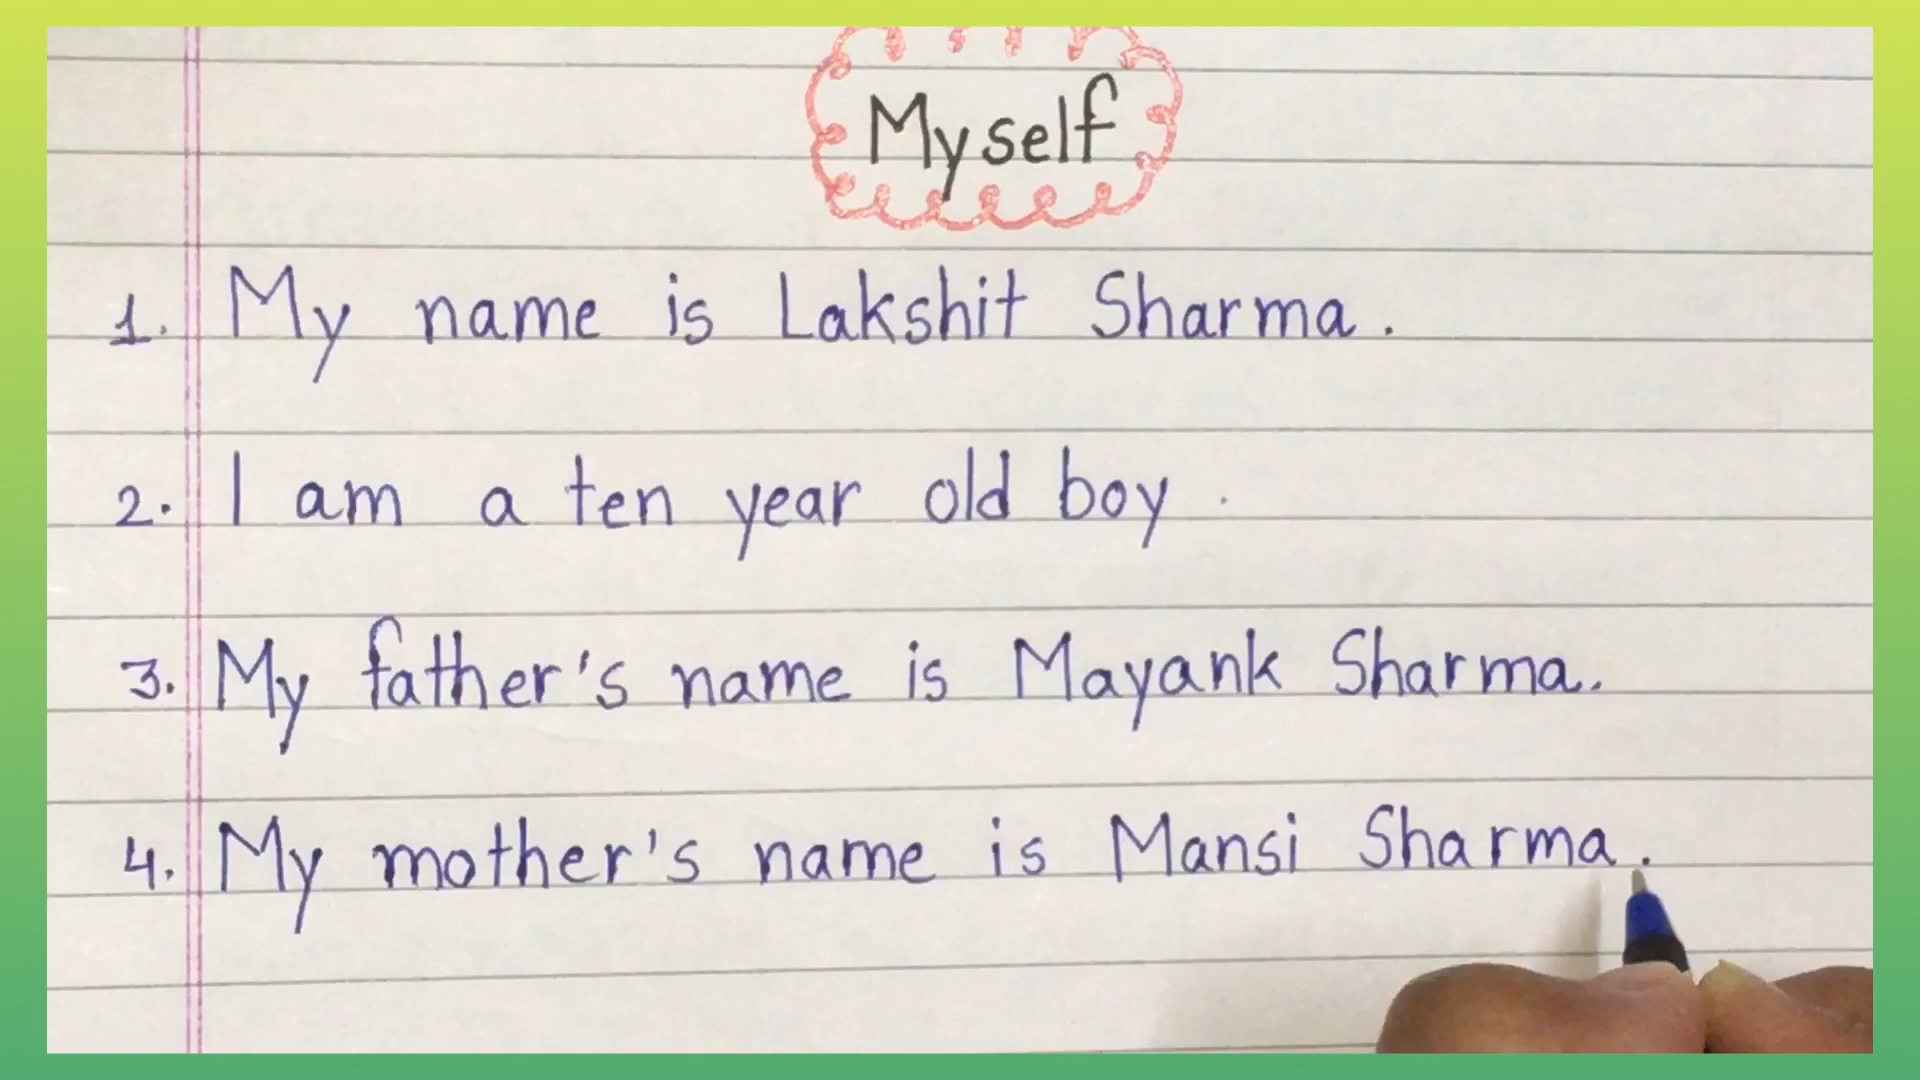 Myself
1. My name is Lakshit Sharma.
2. I am a ten year old boy.
3. My father's name is Mayank Sharma.
4. My mother's name is Mansi Sharma.